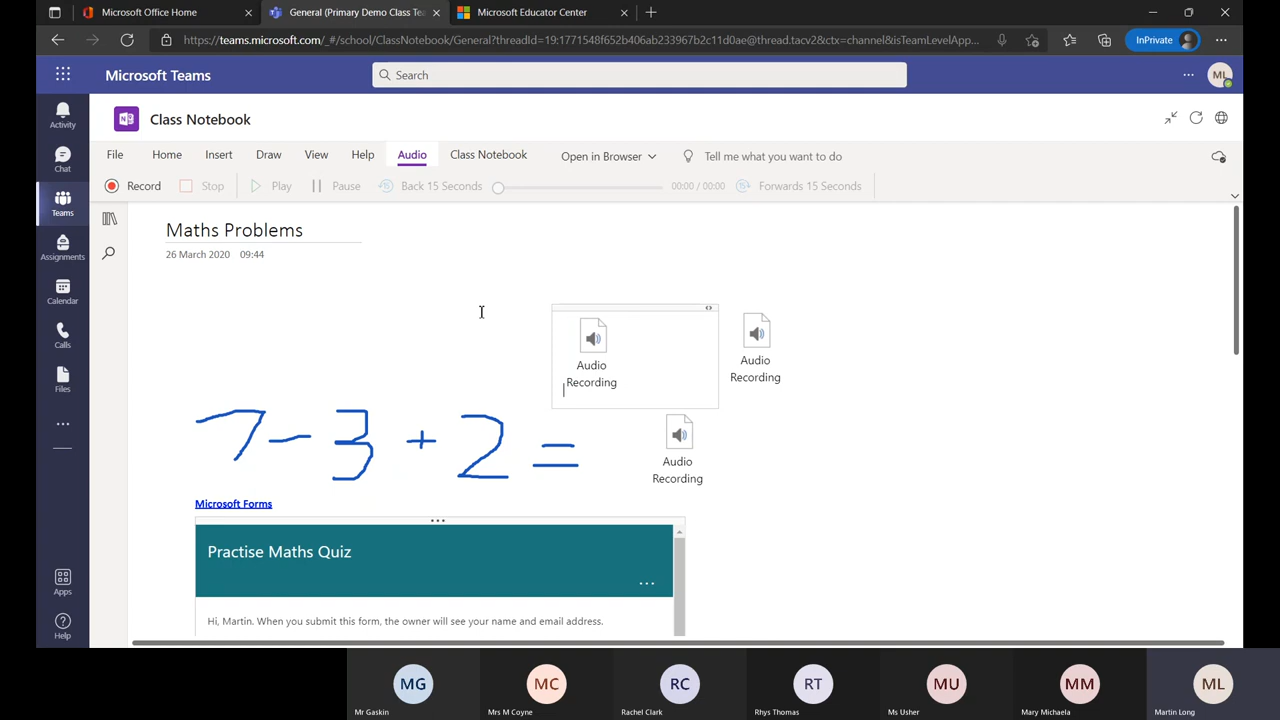 Microsoft Office Home
General (Primary Demo Class Tea
Microsoft Educator Center
https://teams.microsoft.com/_#/school/ClassNotebook/General?threadId=19:1771548f652b406ab233967b2c11d0ae@thread.tacv2&ctx=channel&isTeamLevelApp...
InPrivate
Microsoft Teams
Search
ML
Activity
Chat
Teams
Assignments
Calendar
Calls
Files
Apps
Help
Class Notebook
File Home Insert Draw View Help Audio Class Notebook Open in Browser Tell me what you want to do
Record Stop Play Pause Back 15 Seconds 00:00 / 00:00 Forwards 15 Seconds
Maths Problems
26 March 2020 09:44
Audio
Recording
Audio
Recording
7 - 3 + 2 =
Audio
Recording
Microsoft Forms
Practise Maths Quiz
...
Hi, Martin. When you submit this form, the owner will see your name and email address.
MG
Mr Gaskin
MC
Mrs M Coyne
RC
Rachel Clark
RT
Rhys Thomas
MU
Ms Usher
MM
Mary Michaela
ML
Martin Long